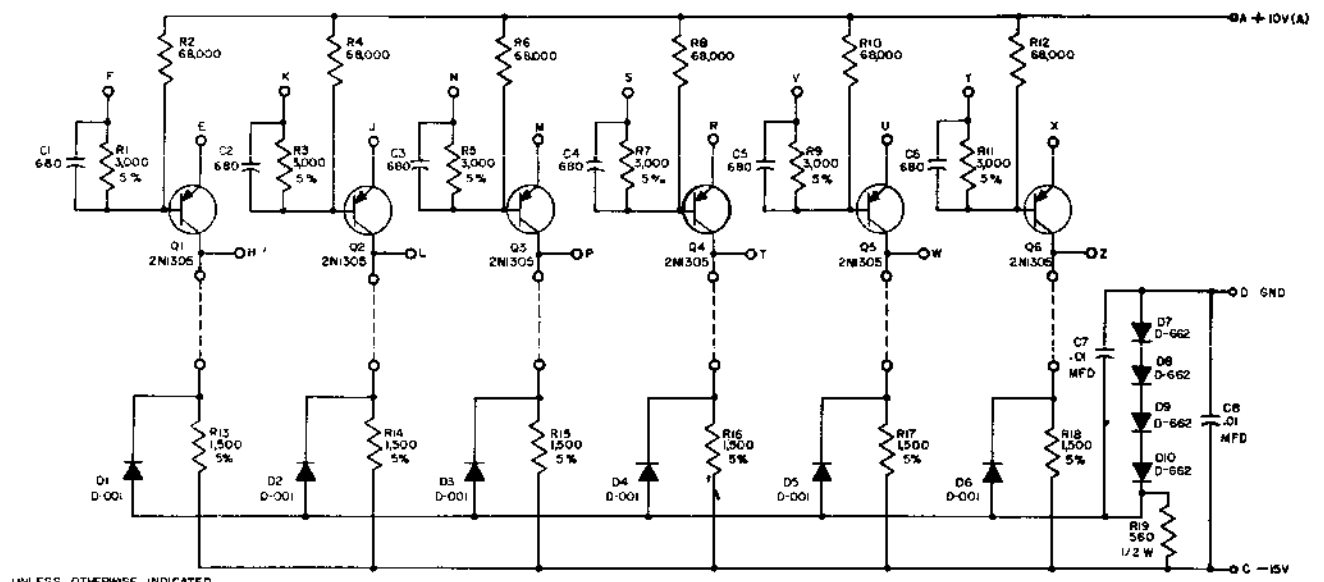 A +10V(A)
R2
68,000
R4
68,000
R6
68,000
R8
68,000
R10
68,000
R12
68,000
F
K
N
S
V
Y
E
J
M
R
U
X
C1
680
R1
3,000
5%
C2
680
R3
3,000
5%
C3
680
R5
3,000
5%
C4
680
R7
3,000
5%
C5
680
R9
3,000
5%
C6
680
R11
3,000
5%
Q1
2N1305
H
Q2
2N1305
L
Q3
2N1305
P
Q4
2N1305
T
Q5
2N1305
W
Q6
2N1305
Z
D GND
C7
.01
MFD
D7
D-662
D8
D-662
D9
D-662
D10
D-662
C8
.01
MFD
R13
1,500
5%
R14
1,500
5%
R15
1,500
5%
R16
1,500
5%
R17
1,500
5%
R18
1,500
5%
D1
D-001
D2
D-001
D3
D-001
D4
D-001
D5
D-001
D6
D-001
R19
560
1/2 W
C -15V
UNLESS OTHERWISE INDICATED